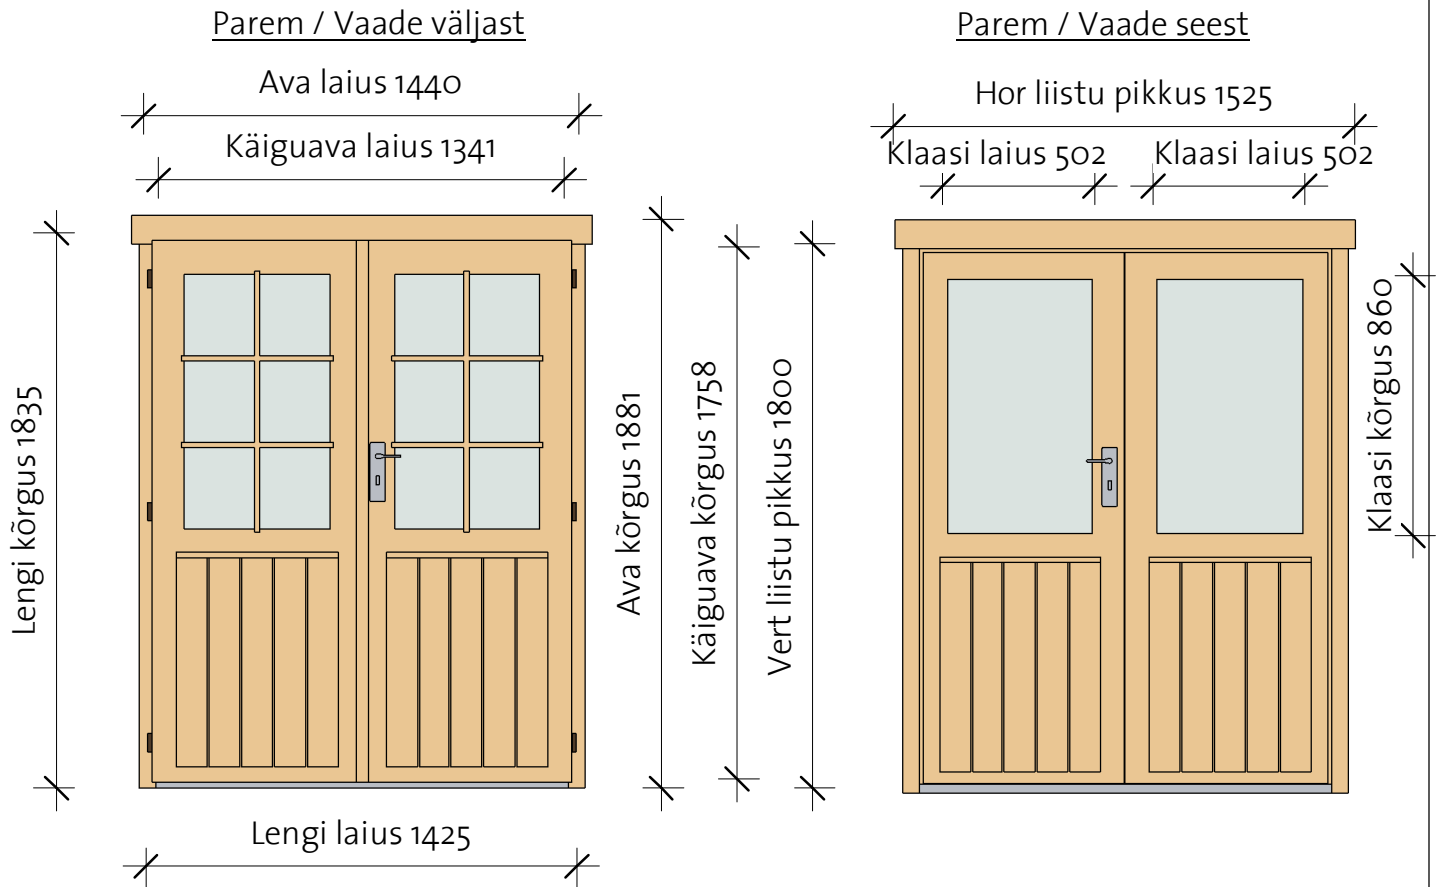 Parem / Vaade väljast
Ava laius 1440
Käiguava laius 1341
Lengi kõrgus 1835
Ava kõrgus 1881
Käiguava kõrgus 1758
Vert liistu pikkus 1800
Lengi laius 1425
Parem / Vaade seest
Hor liistu pikkus 1525
Klaasi laius 502
Klaasi laius 502
Klaasi kõrgus 860